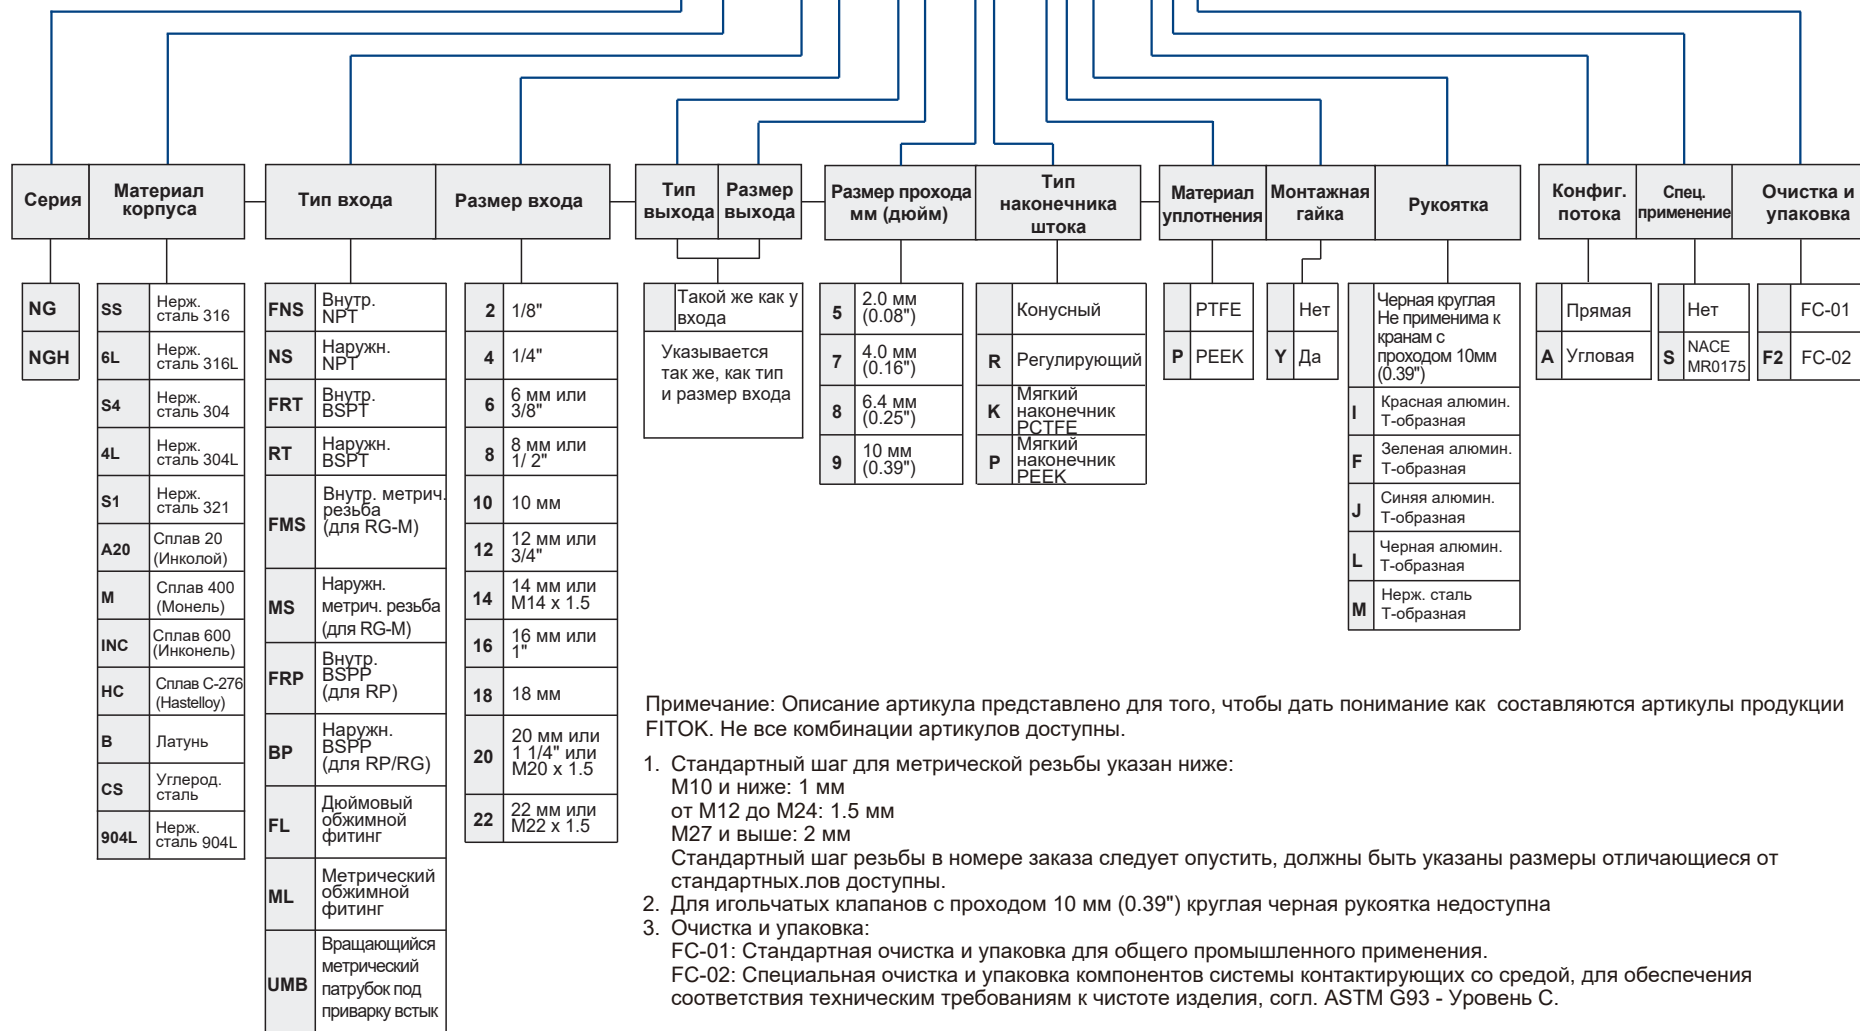 Серия
Материал
корпуса
Тип входа
Размер входа
Тип
выхода
Размер
выхода
Размер прохода
мм (дюйм)
Тип
наконечника
штока
Материал
уплотнения
Монтажная
гайка
Рукоятка
Конфиг.
потока
Спец.
применение
Очистка и
упаковка
NG
NGH
SS
Нерж.
сталь 316
6L
Нерж.
сталь 316L
S4
Нерж.
сталь 304
4L
Нерж.
сталь 304L
S1
Нерж.
сталь 321
A20
Сплав 20
(Инколой)
M
Сплав 400
(Монель)
INC
Сплав 600
(Инконель)
HC
Сплав C-276
(Hastelloy)
B
Латунь
CS
Углерод.
сталь
904L
Нерж.
сталь 904L
FNS
Внутр.
NPT
NS
Наружн.
NPT
FRT
Внутр.
BSPT
RT
Наружн.
BSPT
FMS
Внутр. метрич.
резьба
(для RG-M)
MS
Наружн.
метрич. резьба
(для RG-M)
FRP
Внутр.
BSPP
(для RP)
BP
Наружн.
BSPP
(для RP/RG)
FL
Дюймовый
обжимной
фитинг
ML
Метрический
обжимной
фитинг
UMB
Вращающийся
метрический
патрубок под
приварку встык
2 1/8"
4 1/4"
6
6 мм или
3/8"
8
8 мм или
1/ 2"
10 10 мм
12
12 мм или
3/4"
14
14 мм или
M14 x 1.5
16
16 мм или
1"
18 18 мм
20
20 мм или
1 1/4" или
M20 x 1.5
22
22 мм или
M22 x 1.5
Такой же как у
входа
Указывается
так же, как тип
и размер входа
5
2.0 мм
(0.08")
7
4.0 мм
(0.16")
8
6.4 мм
(0.25")
9
10 мм
(0.39")
Конусный
R Регулирующий
K
Мягкий
наконечник
PCTFE
P
Мягкий
наконечник
PEEK
PTFE
P PEEK
Нет
Y Да
Черная круглая
Не применима к
кранам с
проходом 10мм
(0.39")
I
Красная алюмин.
Т-образная
F
Зеленая алюмин.
Т-образная
J
Синяя алюмин.
Т-образная
L
Черная алюмин.
Т-образная
M
Нерж. сталь
Т-образная
Прямая
A Угловая
Нет
S
NACE
MR0175
FC-01
F2 FC-02
Примечание: Описание артикула представлено для того, чтобы дать понимание как составляются артикулы продукции
FITOK. Не все комбинации артикулов доступны.
1. Стандартный шаг для метрической резьбы указан ниже:
M10 и ниже: 1 мм
от M12 до M24: 1.5 мм
M27 и выше: 2 мм
Стандартный шаг резьбы в номере заказа следует опустить, должны быть указаны размеры отличающиеся от
стандартных.лов доступны.
2. Для игольчатых клапанов с проходом 10 мм (0.39") круглая черная рукоятка недоступна
3. Очистка и упаковка:
FC-01: Стандартная очистка и упаковка для общего промышленного применения.
FC-02: Специальная очистка и упаковка компонентов системы контактирующих со средой, для обеспечения
соответствия техническим требованиям к чистоте изделия, согл. ASTM G93 - Уровень C.